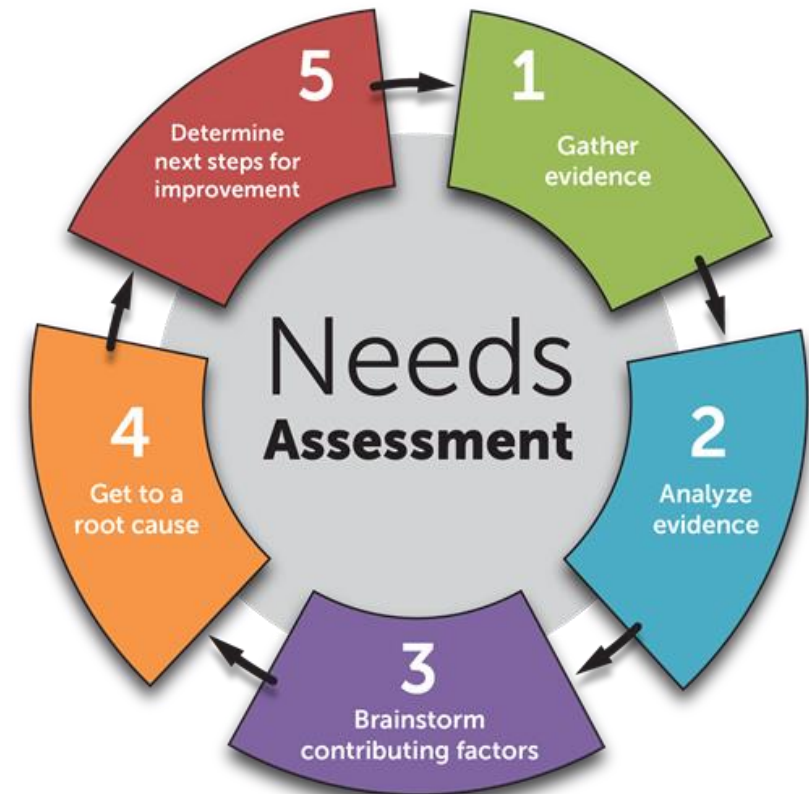 Needs
Assessment
1
Gather
evidence
2
Analyze
evidence
3
Brainstorm
contributing factors
4
Get to a
root cause
5
Determine
next steps for
improvement